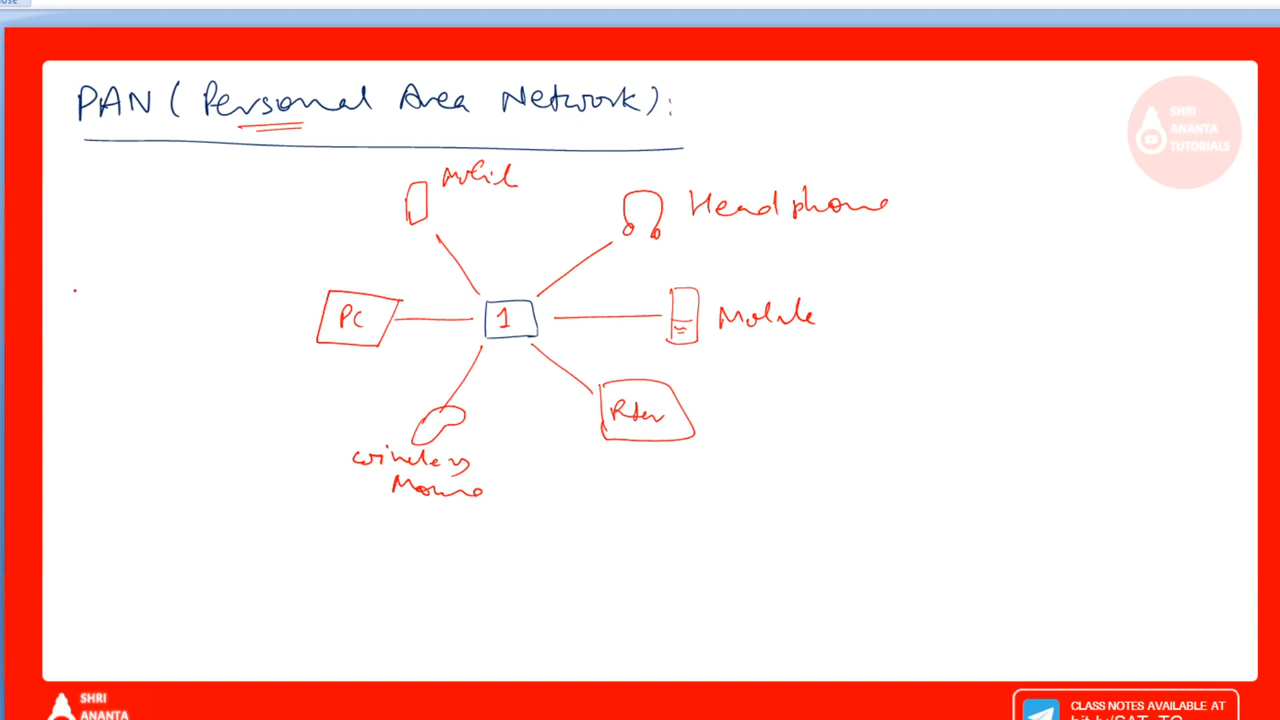 ose
PAN (Personal Area Network):
SHRI
ANANTA
TUTORIALS
Mobile
Headphone
PC
1
Mobile
Wireless
Mouse
SHRI
ANANTA
CLASS NOTES AVAILABLE AT